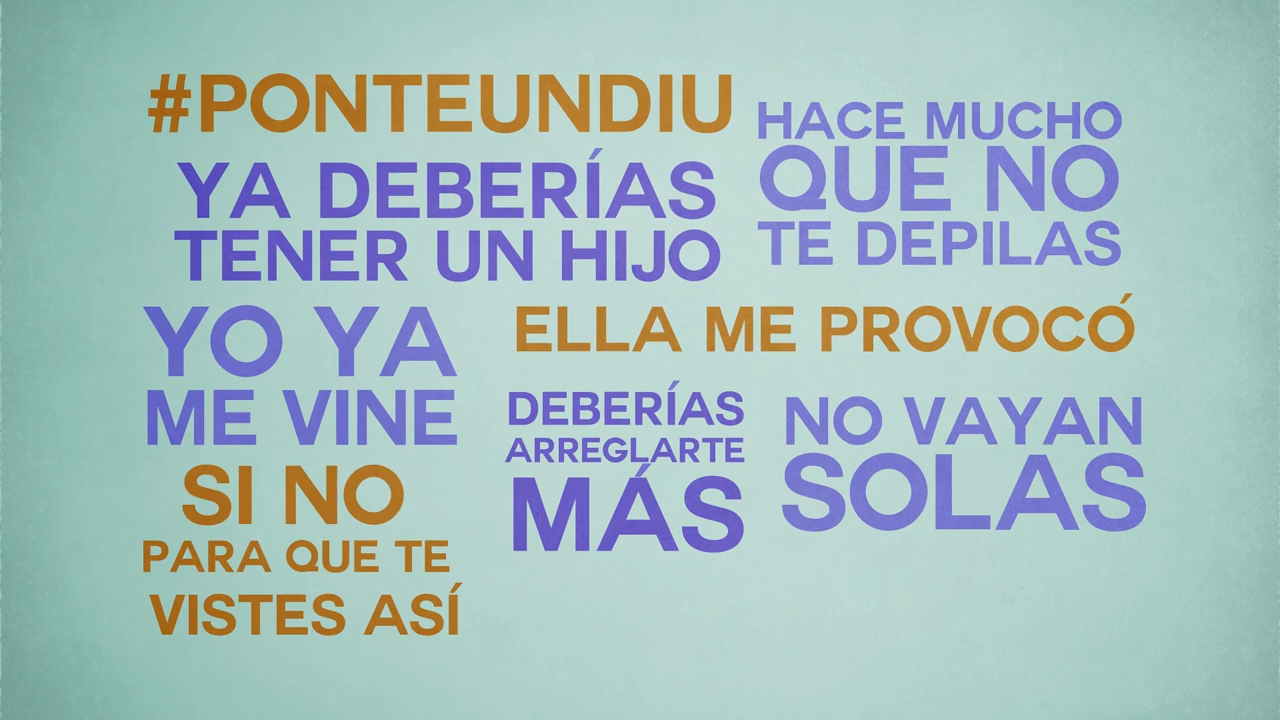 #PONTEUNDIU
YA DEBERÍAS
TENER UN HIJO
HACE MUCHO
QUE NO
TE DEPILAS
YO YA
ME VINE
ELLA ME PROVOCÓ
DEBERÍAS
ARREGLARTE
MÁS
NO VAYAN
SOLAS
SI NO
PARA QUE TE
VISTES ASÍ